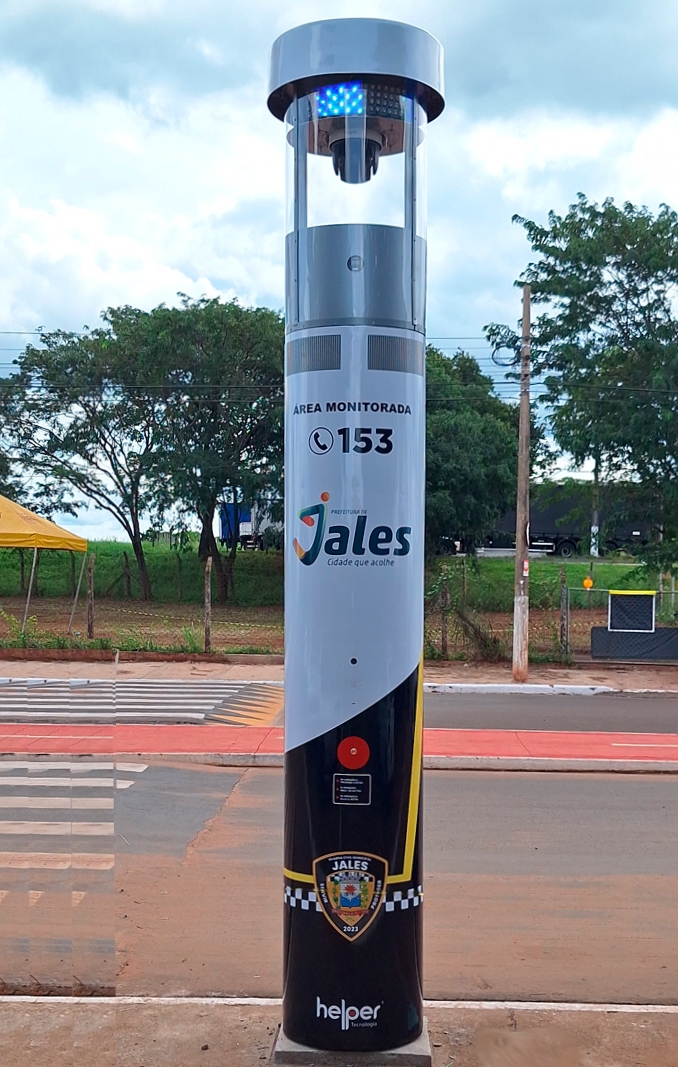 ÁREA MONITORADA
153
PREFEITURA DE
Jales
Cidade que acolhe
JALES
2023
helper
Tecnologia